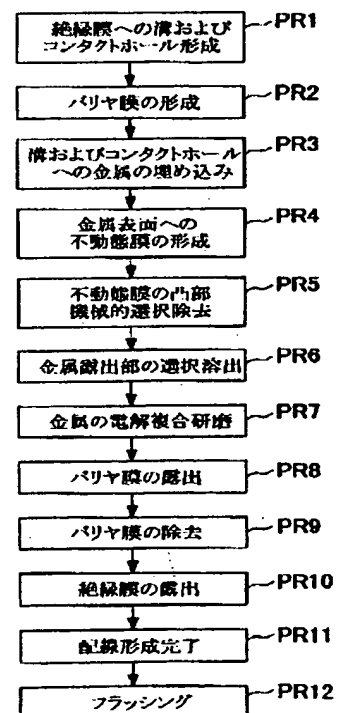 絶縁膜への溝および
コンタクトホール形成
PR1
バリヤ膜の形成
PR2
溝およびコンタクトホール
への金属の埋め込み
PR3
金属表面への
不動態膜の形成
PR4
不動態膜の凸部
機械的選択除去
PR5
金属露出部の選択溶出
PR6
金属の電解複合研磨
PR7
バリヤ膜の露出
PR8
バリヤ膜の除去
PR9
絶縁膜の露出
PR10
配線形成完了
PR11
フラッシング
PR12